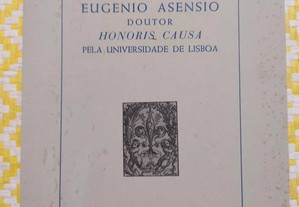 EUGENIO ASENSIO
DOUTOR
HONORIS CAUSA
PELA UNIVERSIDADE DE LISBOA